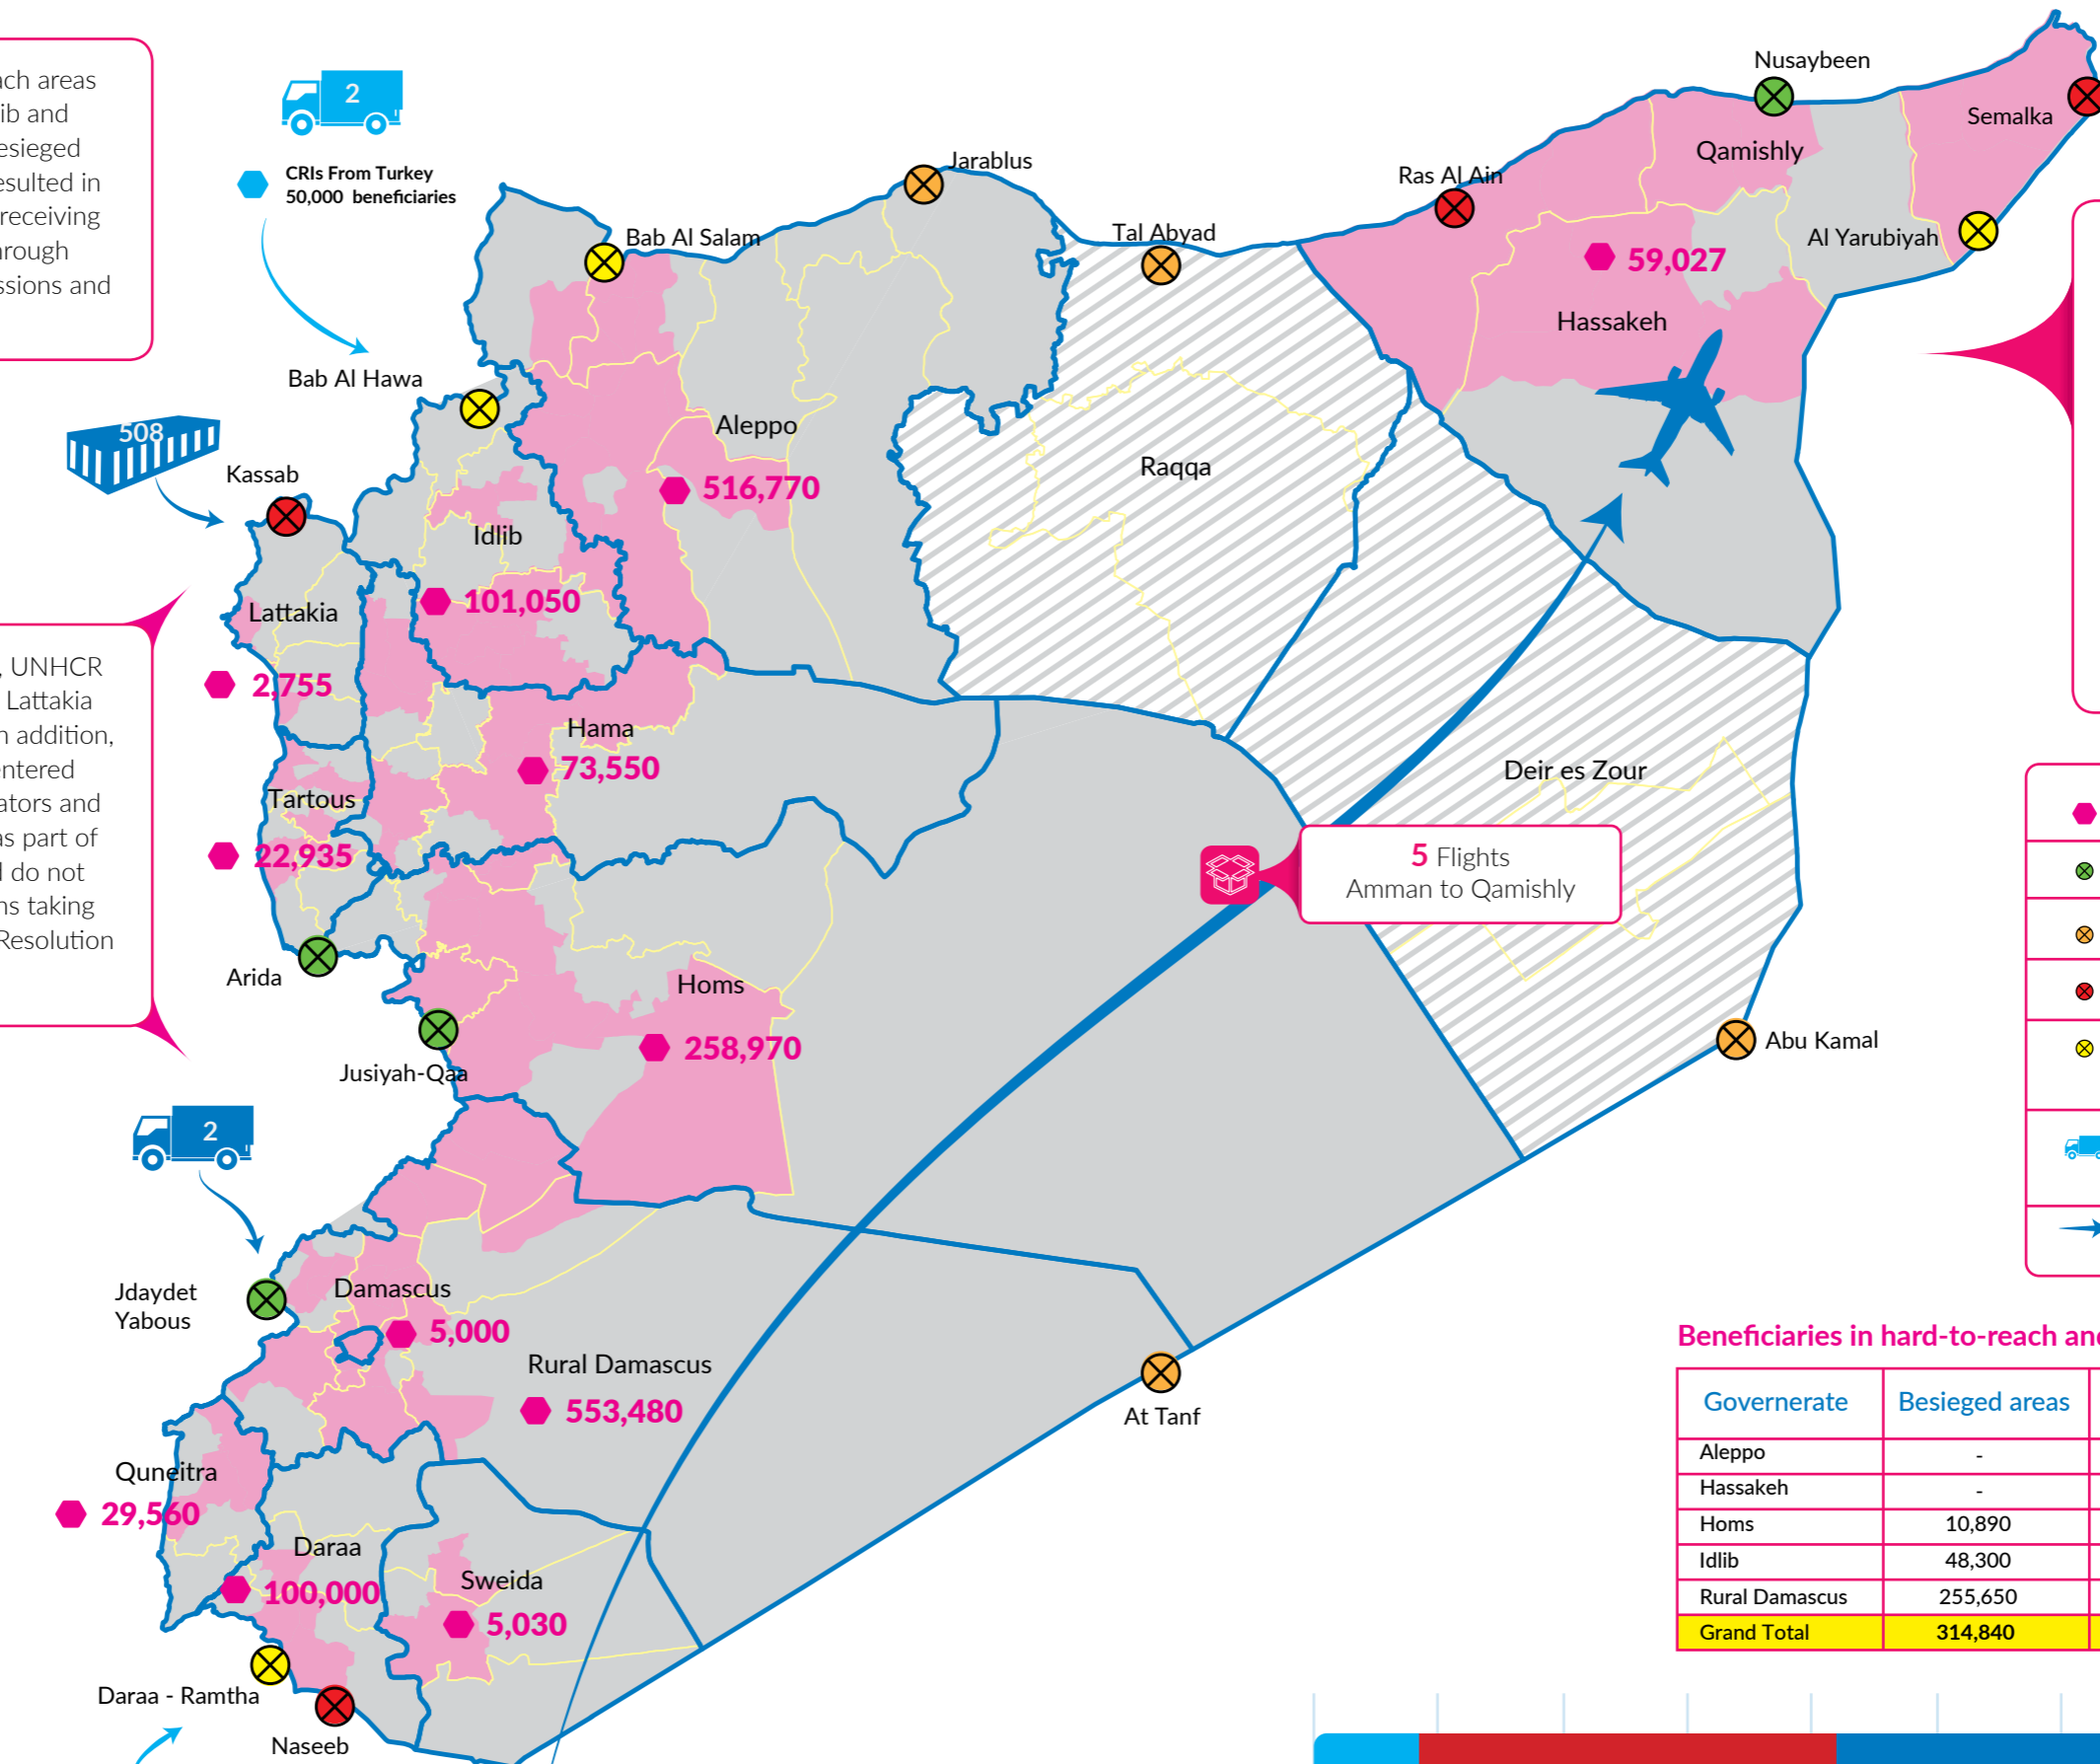 ach areas
ib and
esieged
esulted in
receiving
hrough
ssions and
2
CRIs From Turkey
50,000 beneficiaries
Nusaybeen
Semalka
Qamishly
Jarablus
Ras Al Ain
Tal Abyad
Bab Al Salam
Al Yarubiyah
59,027
Hassakeh
Bab Al Hawa
508
Kassab
Aleppo
516,770
Raqqa
Idlib
101,050
Lattakia
2,755
, UNHCR
Lattakia
n addition,
entered
ators and
as part of
d do not
ns taking
Resolution
Hama
73,550
Deir es Zour
Tartous
22,935
5 Flights
Amman to Qamishly
Arida
Homs
258,970
Jusiyah-Qaa
Abu Kamal
2
Jdaydet
Yabous
Damascus
5,000
Rural Damascus
553,480
At Tanf
Quneitra
29,560
Daraa
100,000
Sweida
5,030
Daraa - Ramtha
Naseeb
Beneficiaries in hard-to-reach an
Governerate Besieged areas
Aleppo -
Hassakeh -
Homs 10,890
Idlib 48,300
Rural Damascus 255,650
Grand Total 314,840